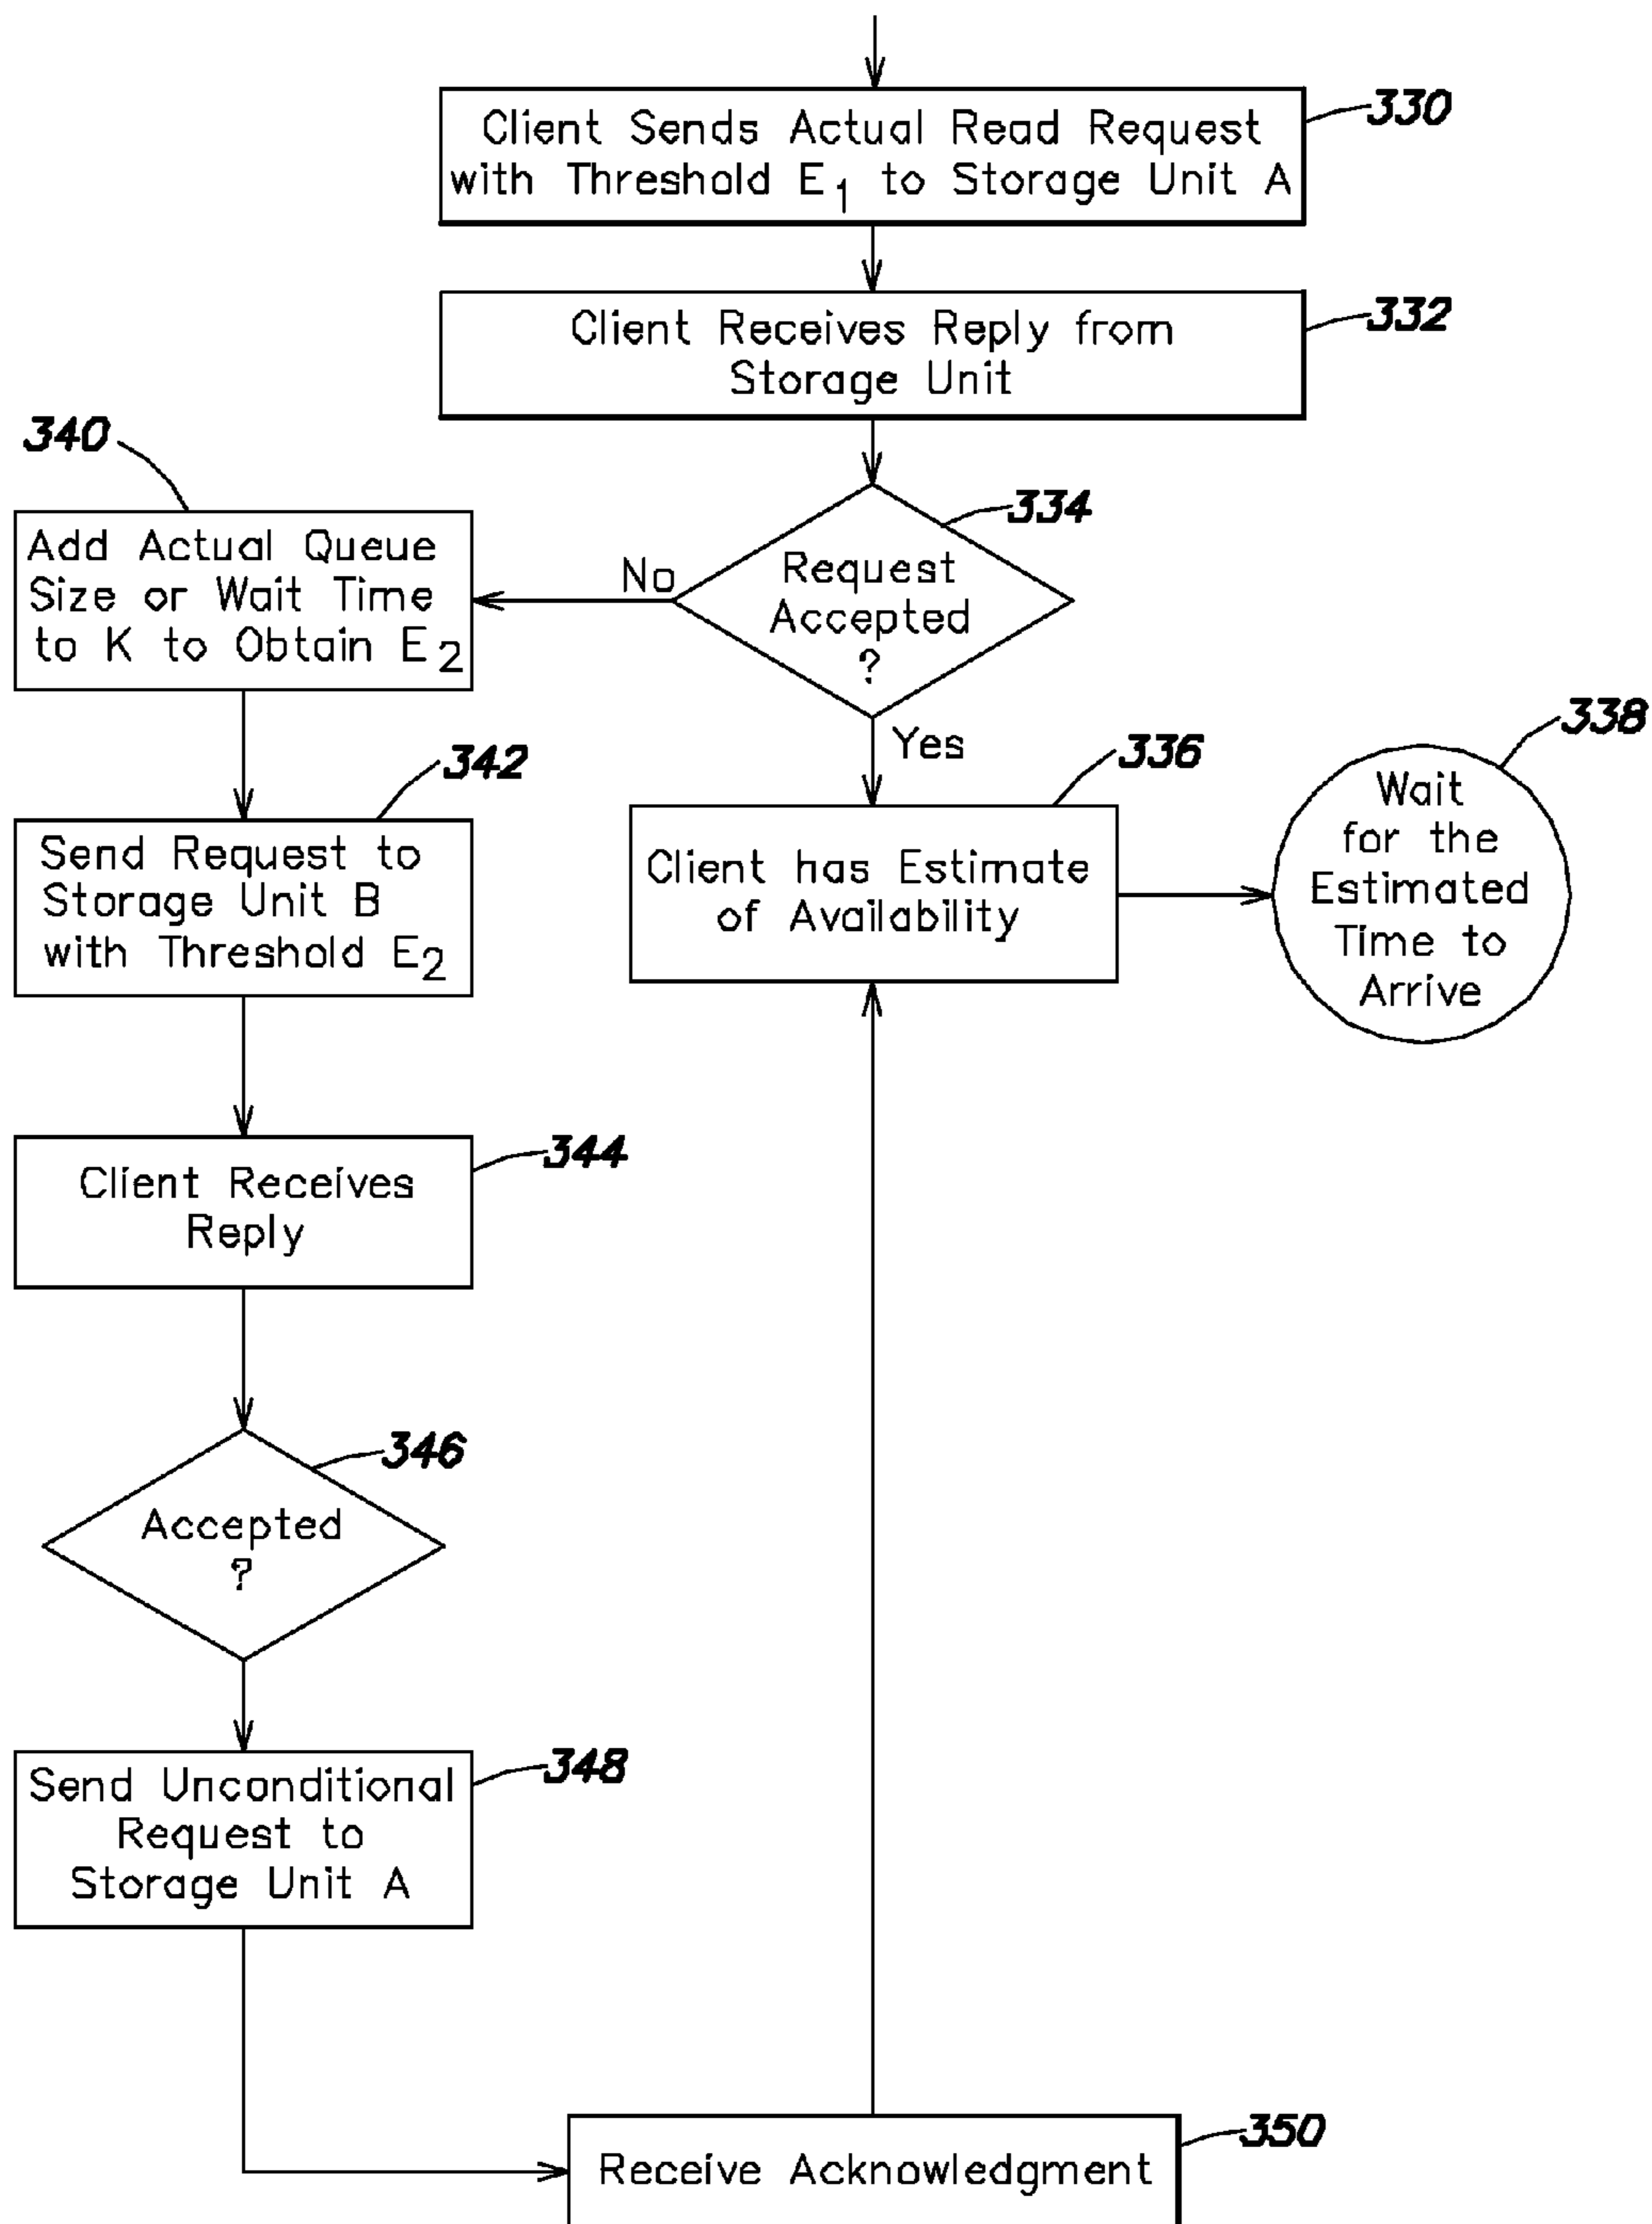 Client Sends Actual Read Request
with Threshold E1 to Storage Unit A
330
Client Receives Reply from
Storage Unit
332
334
Request
Accepted
?
No
Yes
340
Add Actual Queue
Size or Wait Time
to K to Obtain E2
336
Client has Estimate
of Availability
338
Wait
for the
Estimated
Time to
Arrive
342
Send Request to
Storage Unit B
with Threshold E2
344
Client Receives
Reply
346
Accepted
?
348
Send Unconditional
Request to
Storage Unit A
350
Receive Acknowledgment